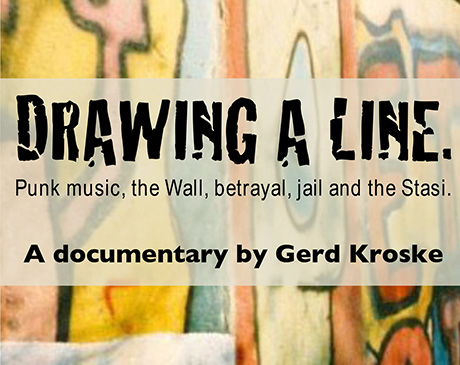 DRAWING A LINE.
Punk music, the Wall, betrayal, jail and the Stasi.
A documentary by Gerd Kroske